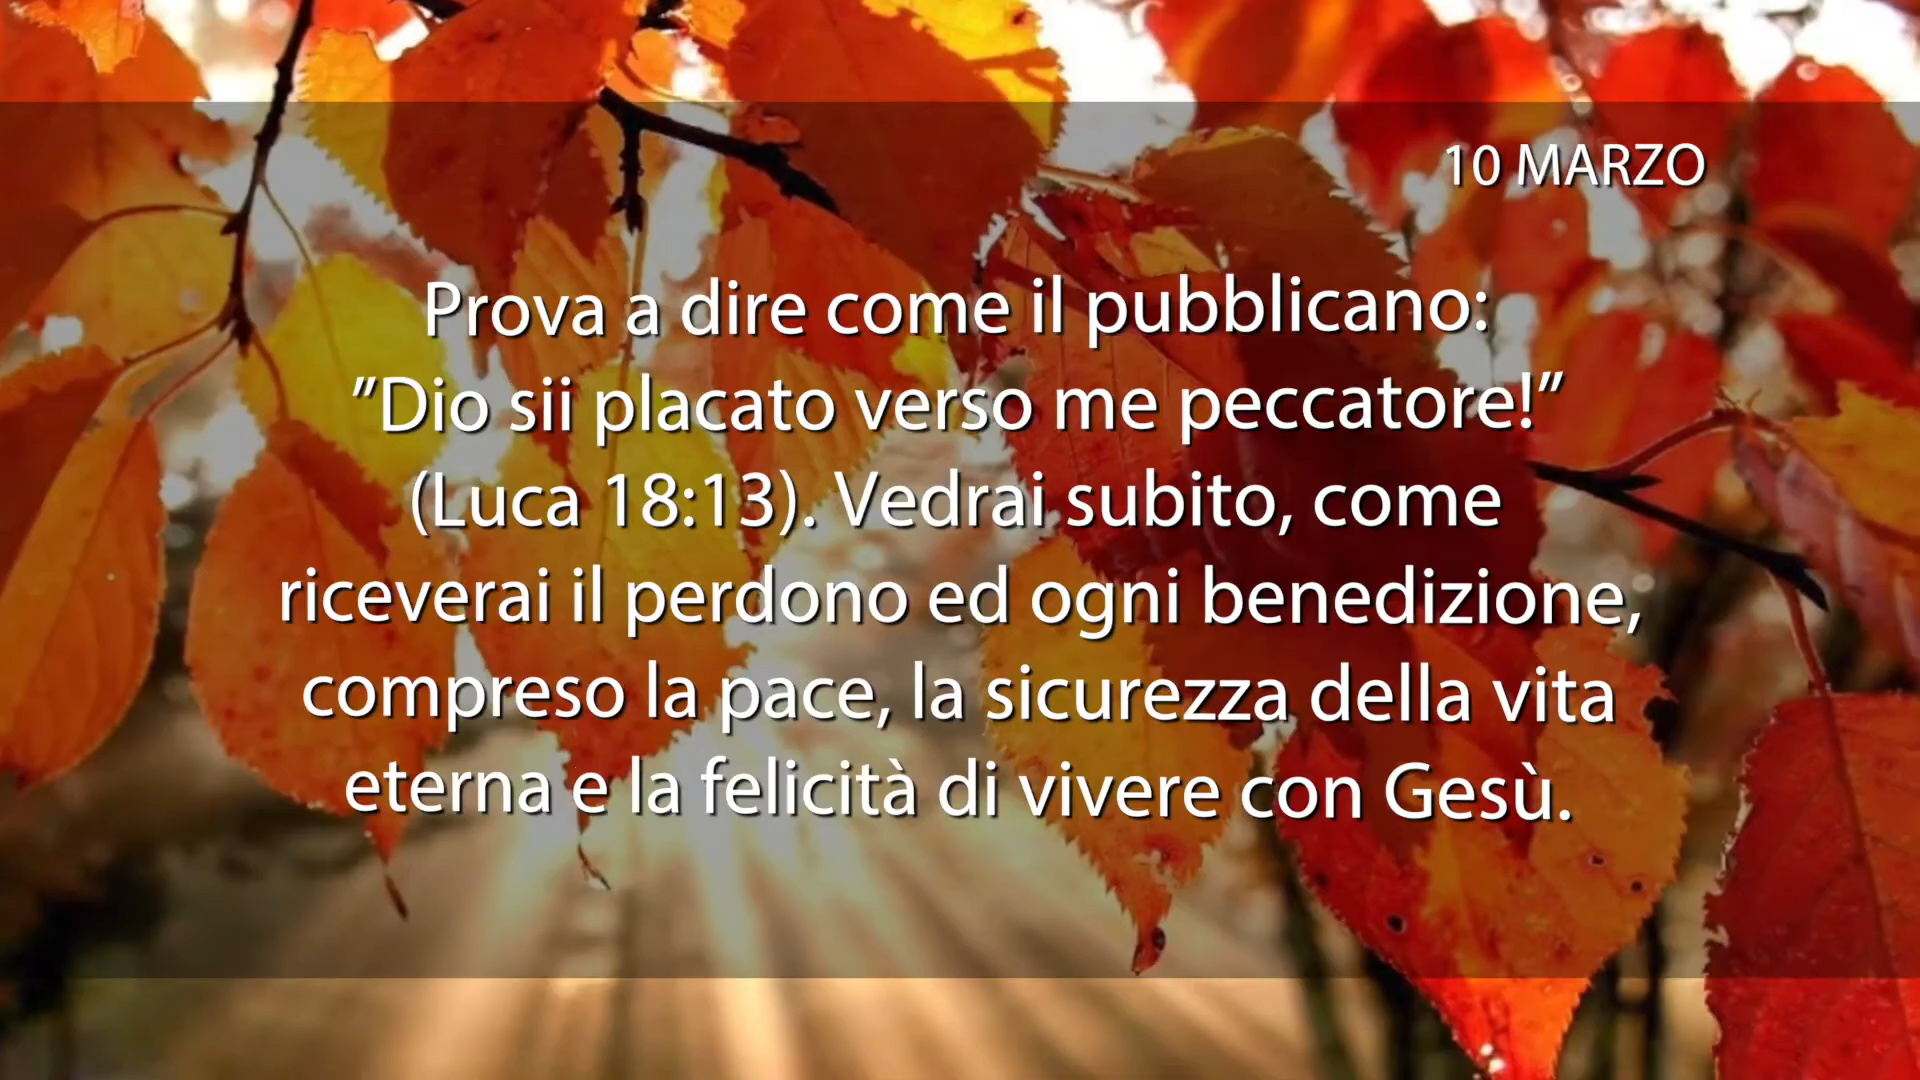 10 MARZO
Prova a dire come il pubblicano:
”Dio sii placato verso me peccatore!”
(Luca 18:13). Vedrai subito, come
riceverai il perdono ed ogni benedizione,
compreso la pace, la sicurezza della vita
eterna e la felicità di vivere con Gesù.